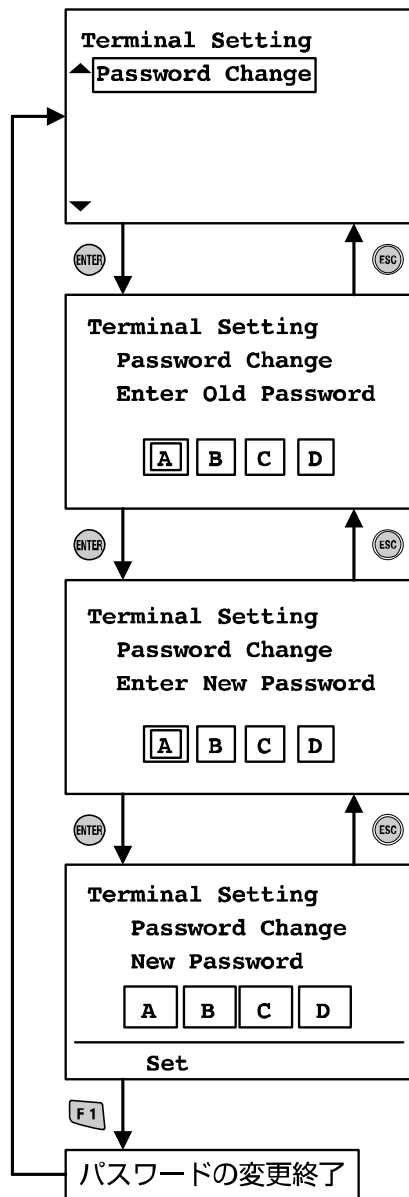 Terminal Setting
Password Change
ENTER
ESC
Terminal Setting
Password Change
Enter Old Password
A B C D
ENTER
ESC
Terminal Setting
Password Change
Enter New Password
A B C D
ENTER
ESC
Terminal Setting
Password Change
New Password
A B C D
Set
F1
パスワードの変更終了